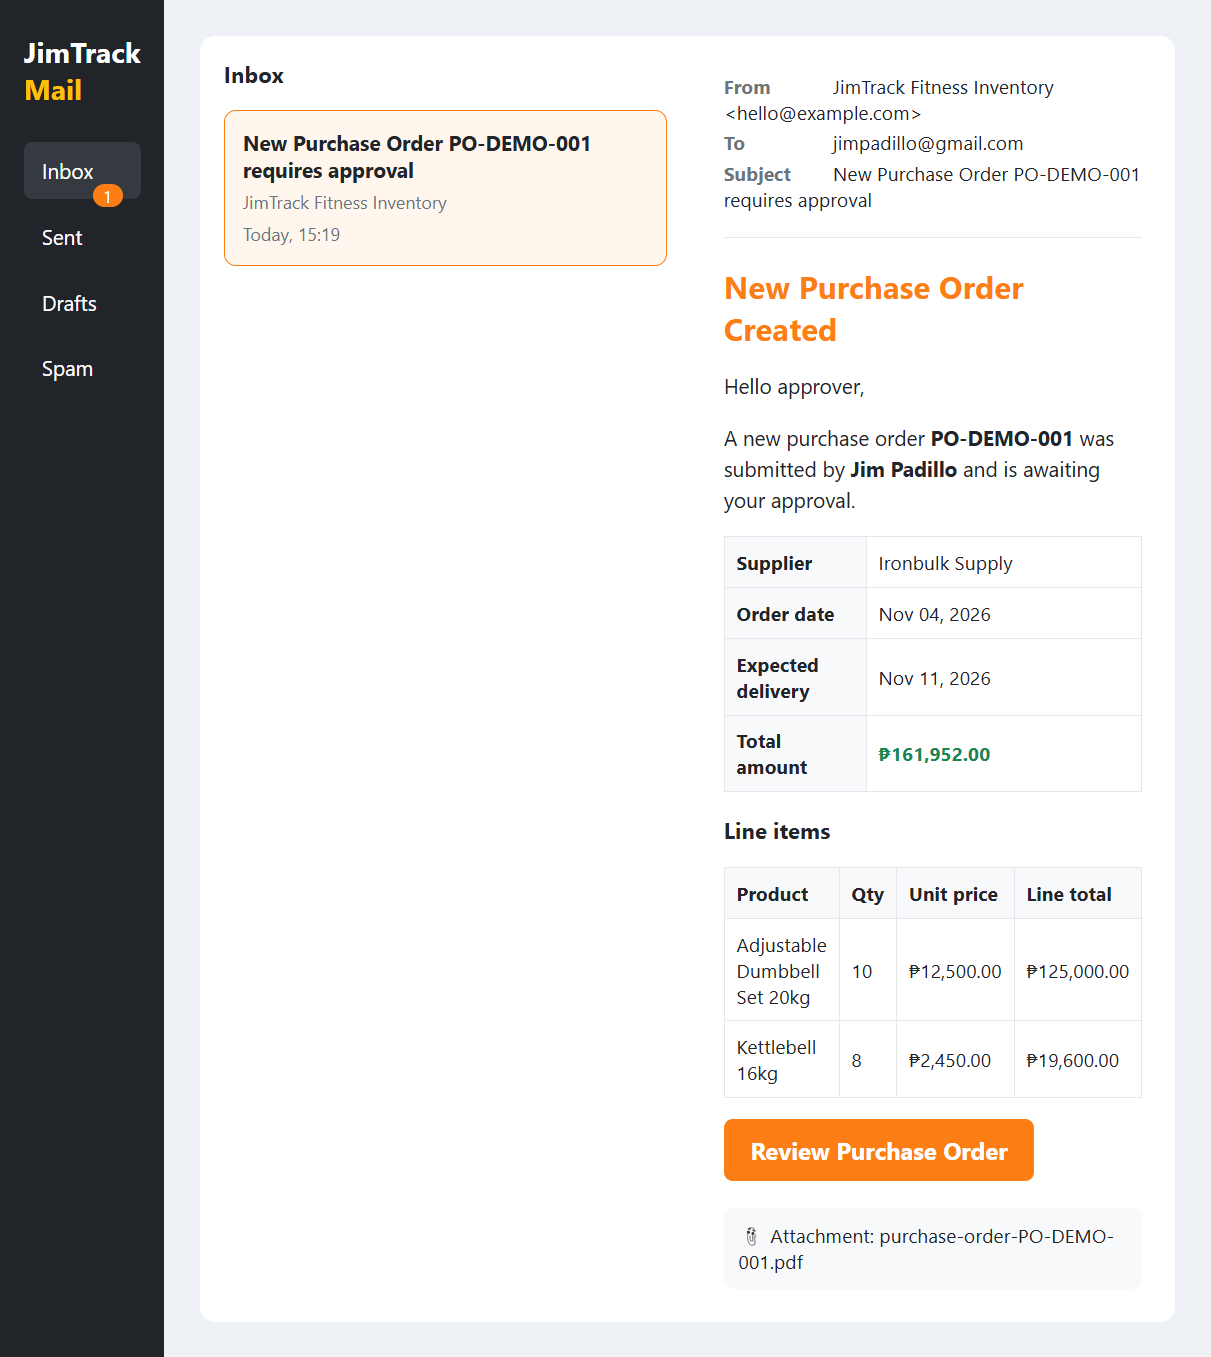 JimTrack
Mail
Inbox
1
Sent
Drafts
Spam
Inbox
New Purchase Order PO-DEMO-001
requires approval
JimTrack Fitness Inventory
Today, 15:19
From JimTrack Fitness Inventory
<hello@example.com>
To jimpadillo@gmail.com
Subject New Purchase Order PO-DEMO-001
requires approval
New Purchase Order
Created
Hello approver,
A new purchase order PO-DEMO-001 was
submitted by Jim Padillo and is awaiting
your approval.
Supplier Ironbulk Supply
Order date Nov 04, 2026
Expected
delivery Nov 11, 2026
Total
amount ₱161,952.00
Line items
Product Qty Unit price Line total
Adjustable
Dumbbell
Set 20kg 10 ₱12,500.00 ₱125,000.00
Kettlebell
16kg 8 ₱2,450.00 ₱19,600.00
Review Purchase Order
Attachment: purchase-order-PO-DEMO-
001.pdf